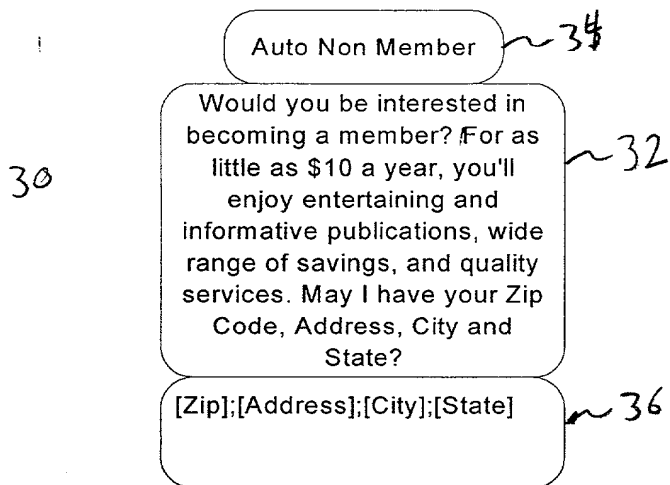 Auto Non Member 34
Would you be interested in
becoming a member? For as
little as $10 a year, you'll
enjoy entertaining and
informative publications, wide
range of savings, and quality
services. May I have your Zip
Code, Address, City and
State?
32
30
[Zip];[Address];[City];[State]
36